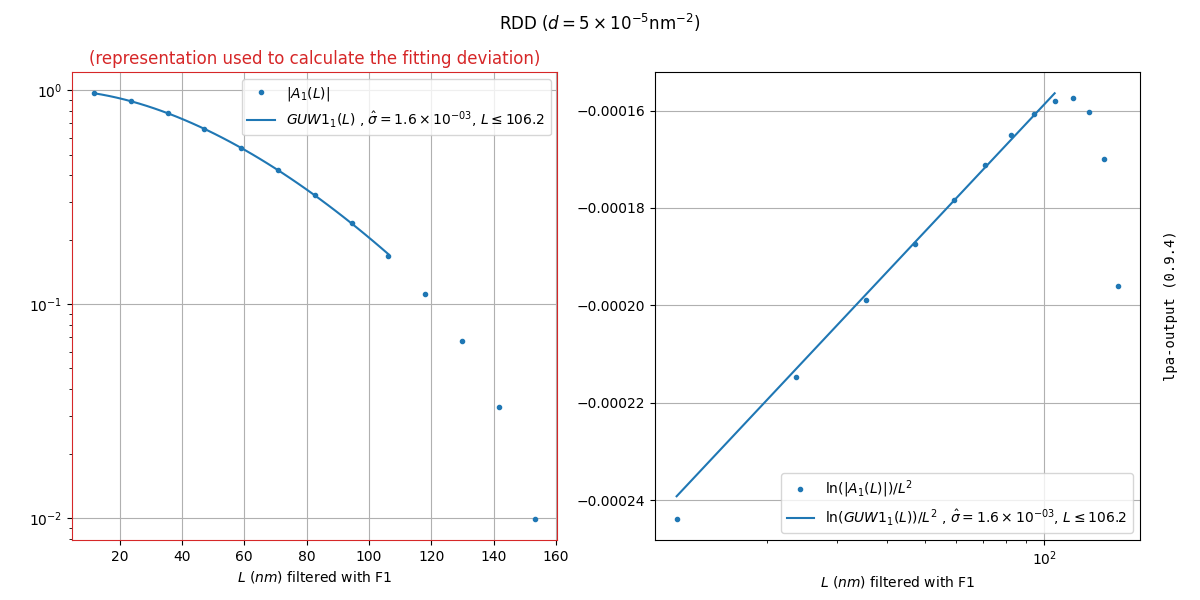 RDD (d = 5 × 10⁻⁵nm⁻²)
(representation used to calculate the fitting deviation)
|A₁(L)|
GUW1₁(L) , σ̂ = 1.6 × 10⁻⁰³, L ≤ 106.2
10⁰
10⁻¹
10⁻²
20 40 60 80 100 120 140 160
L (nm) filtered with F1
−0.00016
−0.00018
−0.00020
−0.00022
−0.00024
ln(|A₁(L)|)/L²
ln(GUW1₁(L))/L² , σ̂ = 1.6 × 10⁻⁰³, L ≤ 106.2
10²
L (nm) filtered with F1
lpa-output (0.9.4)